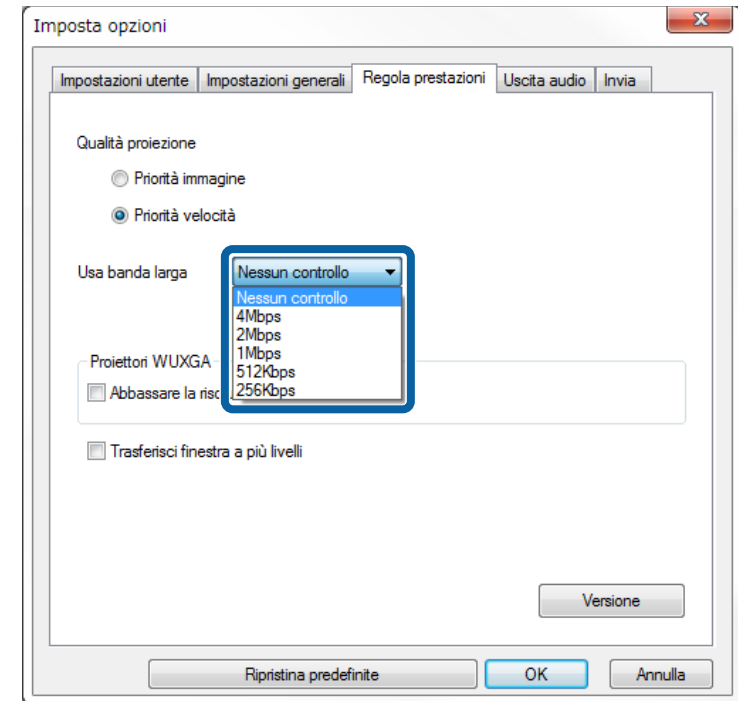 Imposta opzioni
Impostazioni utente Impostazioni generali Regola prestazioni Uscita audio Invia
Qualità proiezione
Priorità immagine
Priorità velocità
Usa banda larga Nessun controllo
Nessun controllo
4Mbps
2Mbps
1Mbps
Proiettori WUXGA
512Kbps
Abbassare la 256Kbps
Trasferisci finestra a più livelli
Versione
Ripristina predefinite OK Annulla